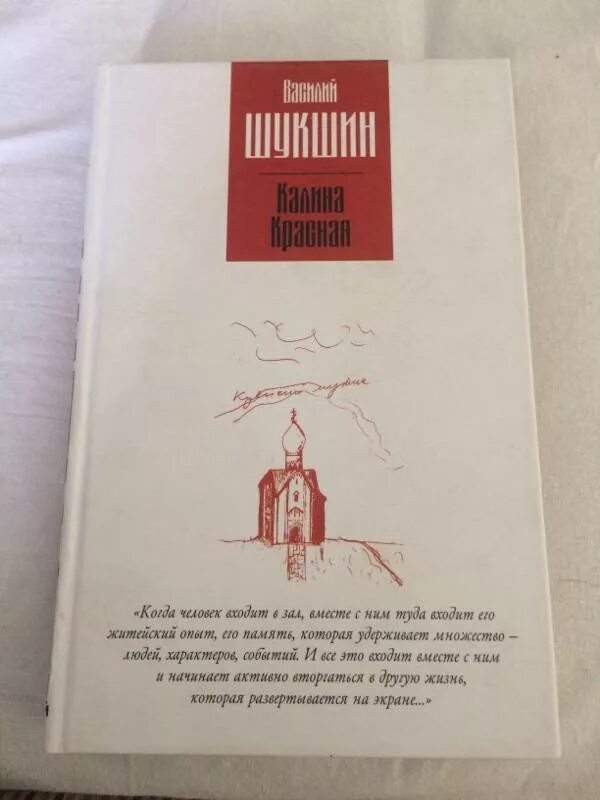 Василий
ШУКШИН
Калина
Красная
«Когда человек входит в зал, вместе с ним туда входит его
житейский опыт, его память, которая удерживает множество –
людей, характеров, событий. И все это входит вместе с ним
и начинает активно вторгаться в другую жизнь,
которая развертывается на экране...»